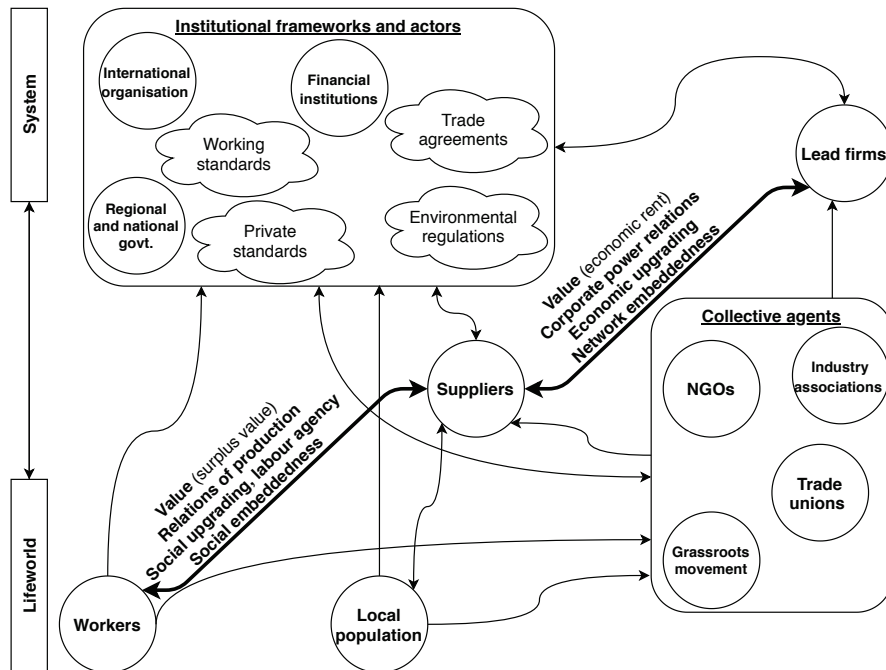 System
Lifeworld
Institutional frameworks and actors
International
organisation
Financial
institutions
Working
standards
Trade
agreements
Regional
and national
govt.
Private
standards
Environmental
regulations
Lead firms
Value (economic rent)
Corporate power relations
Economic upgrading
Network embeddedness
Suppliers
Value (surplus value)
Relations of production
Social upgrading, labour agency
Social embeddedness
Collective agents
NGOs
Industry
associations
Trade
unions
Grassroots
movement
Workers
Local
population